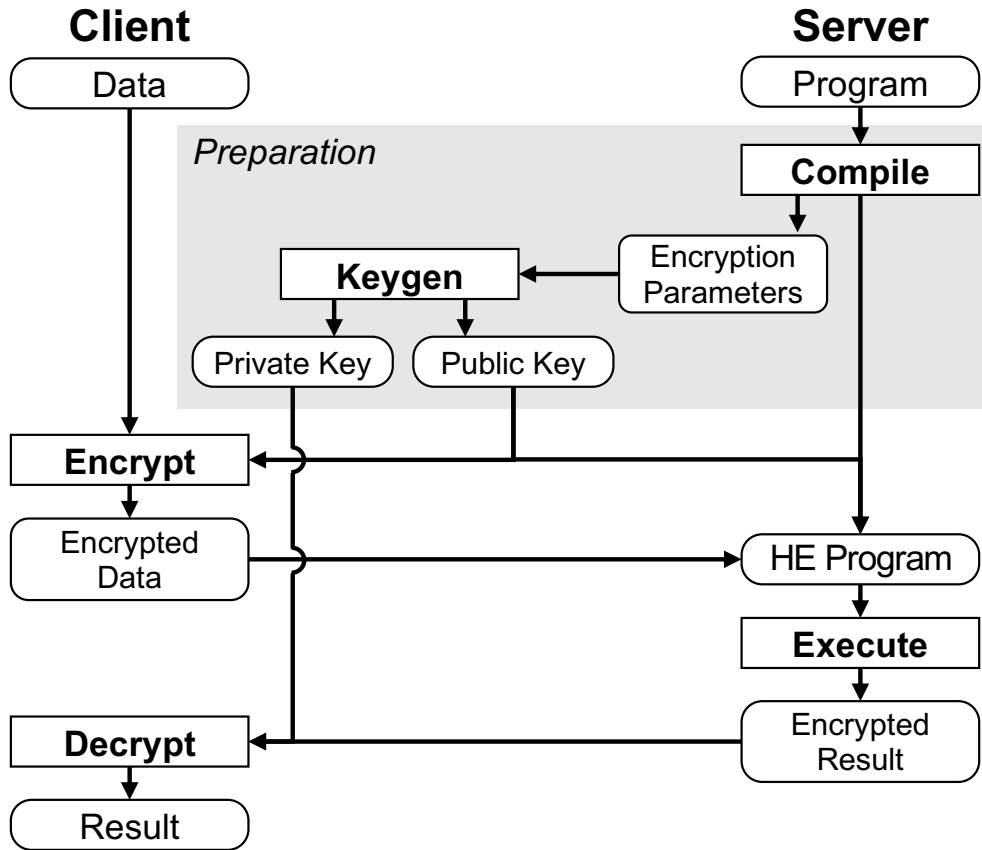 Client
Server
Data
Program
Preparation
Compile
Encryption
Parameters
Keygen
Private Key
Public Key
Encrypt
Encrypted
Data
HE Program
Execute
Decrypt
Encrypted
Result
Result